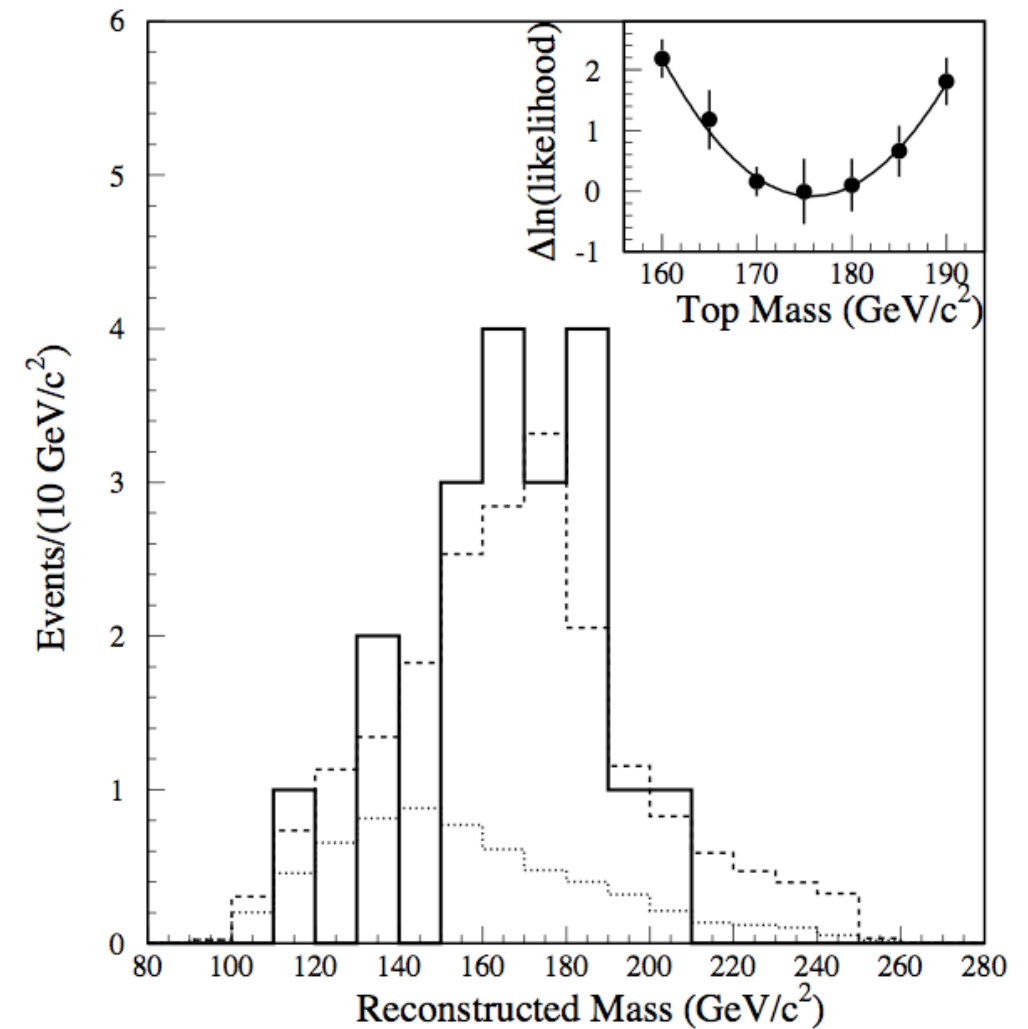 6
5
4
3
2
1
0
Events/(10 GeV/c²)
80 100 120 140 160 180 200 220 240 260 280
Reconstructed Mass (GeV/c²)
Δln(likelihood)
2
1
0
-1
160 170 180 190
Top Mass (GeV/c²)